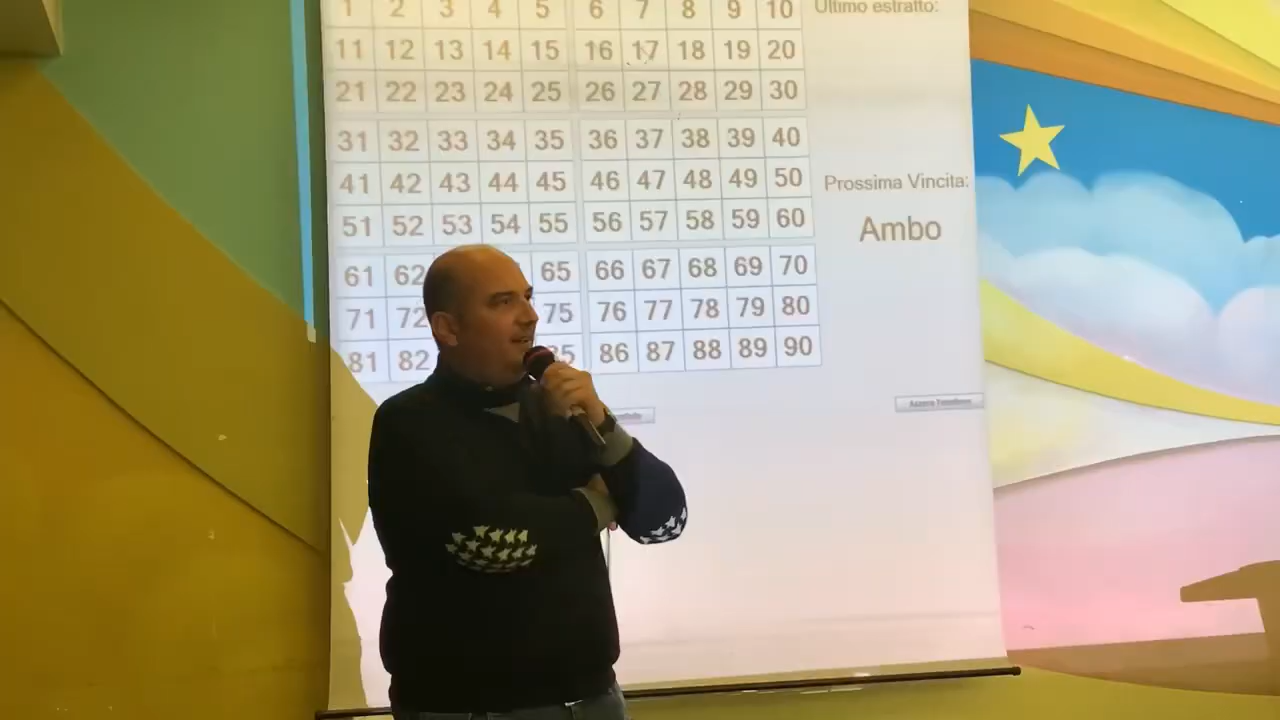 1 2 3 4 5 6 7 8 9 10 Ultimo estratto:
11 12 13 14 15 16 17 18 19 20
21 22 23 24 25 26 27 28 29 30
31 32 33 34 35 36 37 38 39 40
41 42 43 44 45 46 47 48 49 50 Prossima Vincita:
51 52 53 54 55 56 57 58 59 60 Ambo
61 62 65 66 67 68 69 70
71 72 75 76 77 78 79 80
81 82 86 87 88 89 90